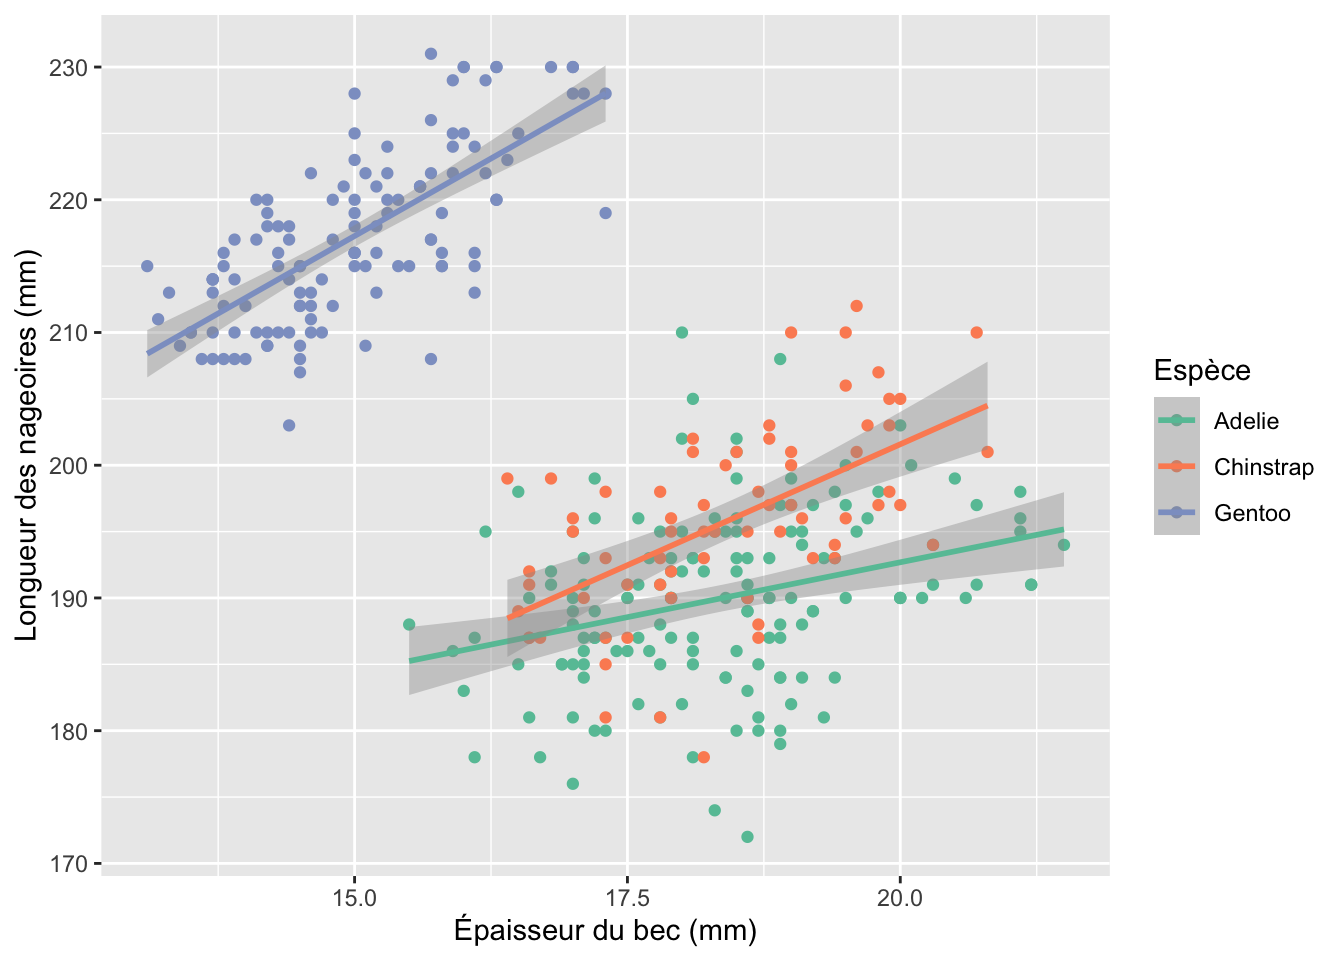 Longueur des nageoires (mm)
230
220
210
200
190
180
170
15.0
17.5
20.0
Épaisseur du bec (mm)
Espèce
Adelie
Chinstrap
Gentoo